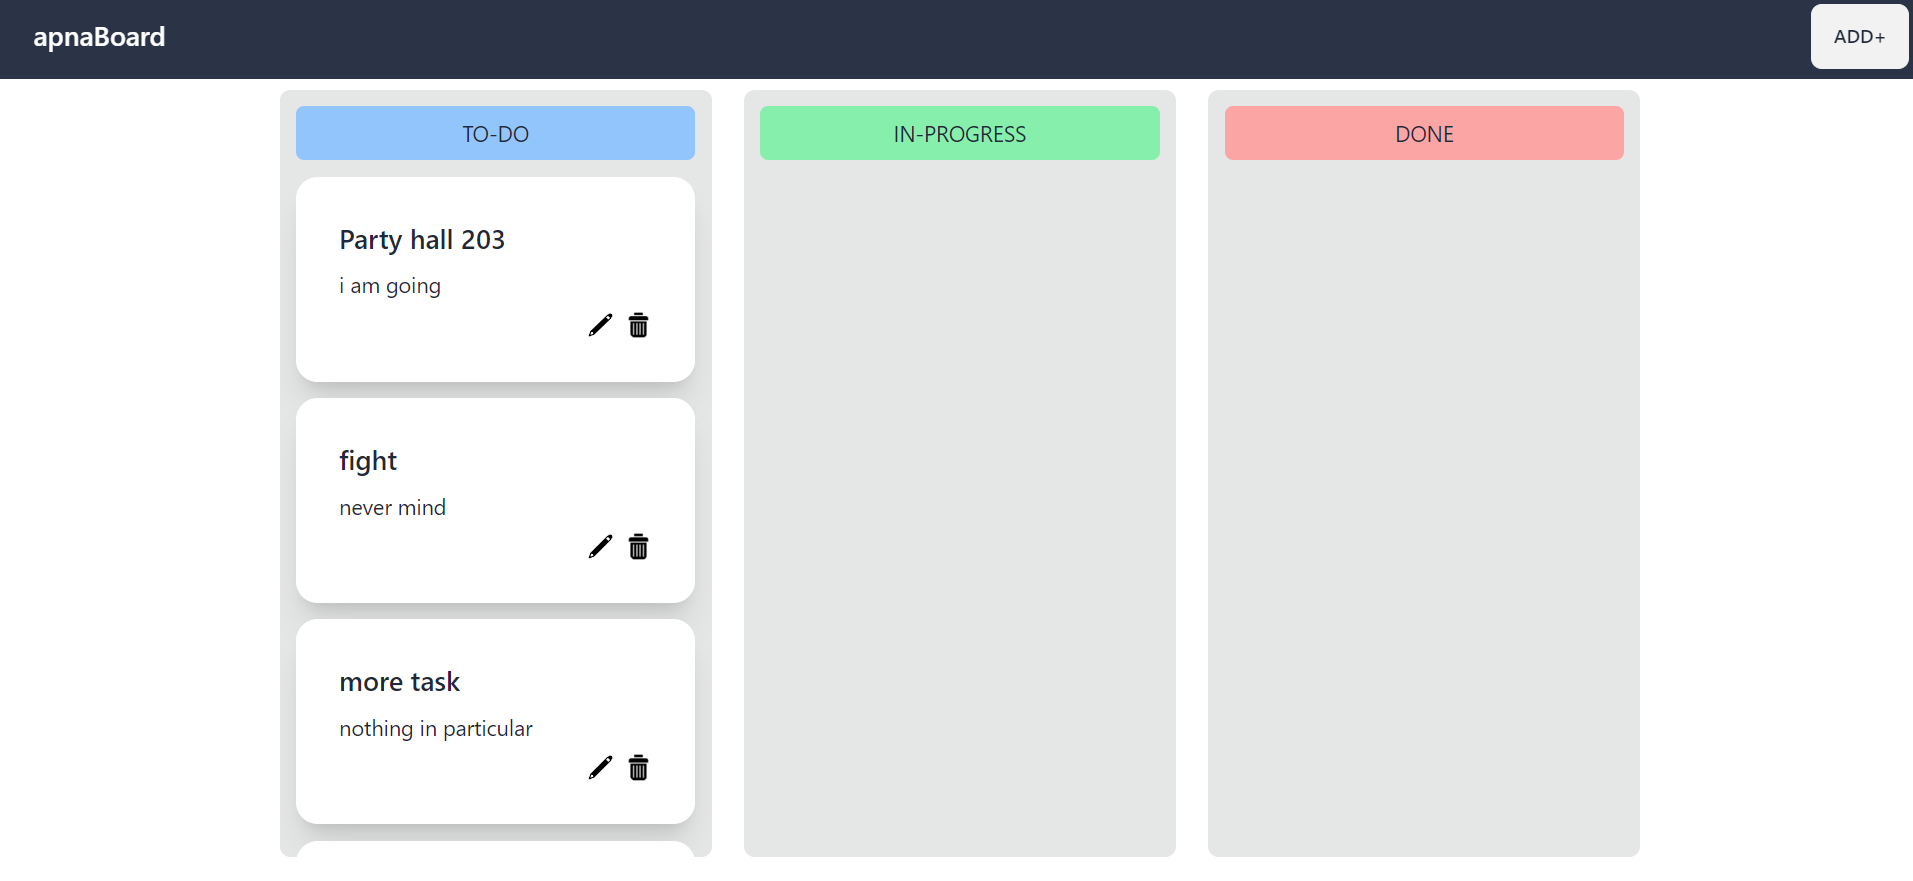 apnaBoard
ADD+
TO-DO
Party hall 203
i am going
fight
never mind
more task
nothing in particular
IN-PROGRESS
DONE